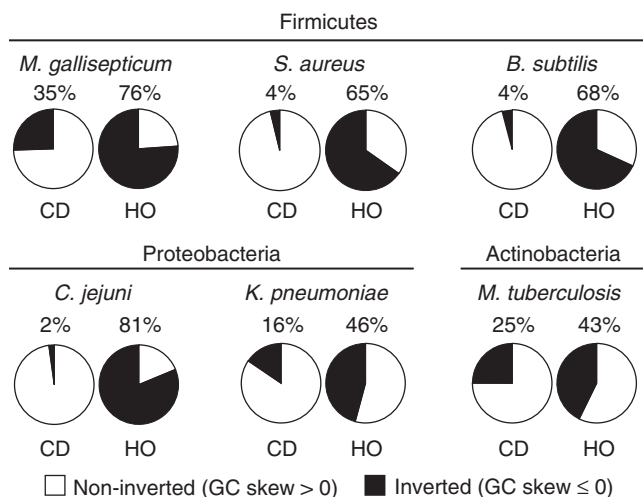 Firmicutes
M. gallisepticum S. aureus B. subtilis
35% 76% 4% 65% 4% 68%
CD HO CD HO CD HO
Proteobacteria Actinobacteria
C. jejuni K. pneumoniae M. tuberculosis
2% 81% 16% 46% 25% 43%
CD HO CD HO CD HO
Non-inverted (GC skew > 0) Inverted (GC skew ≤ 0)